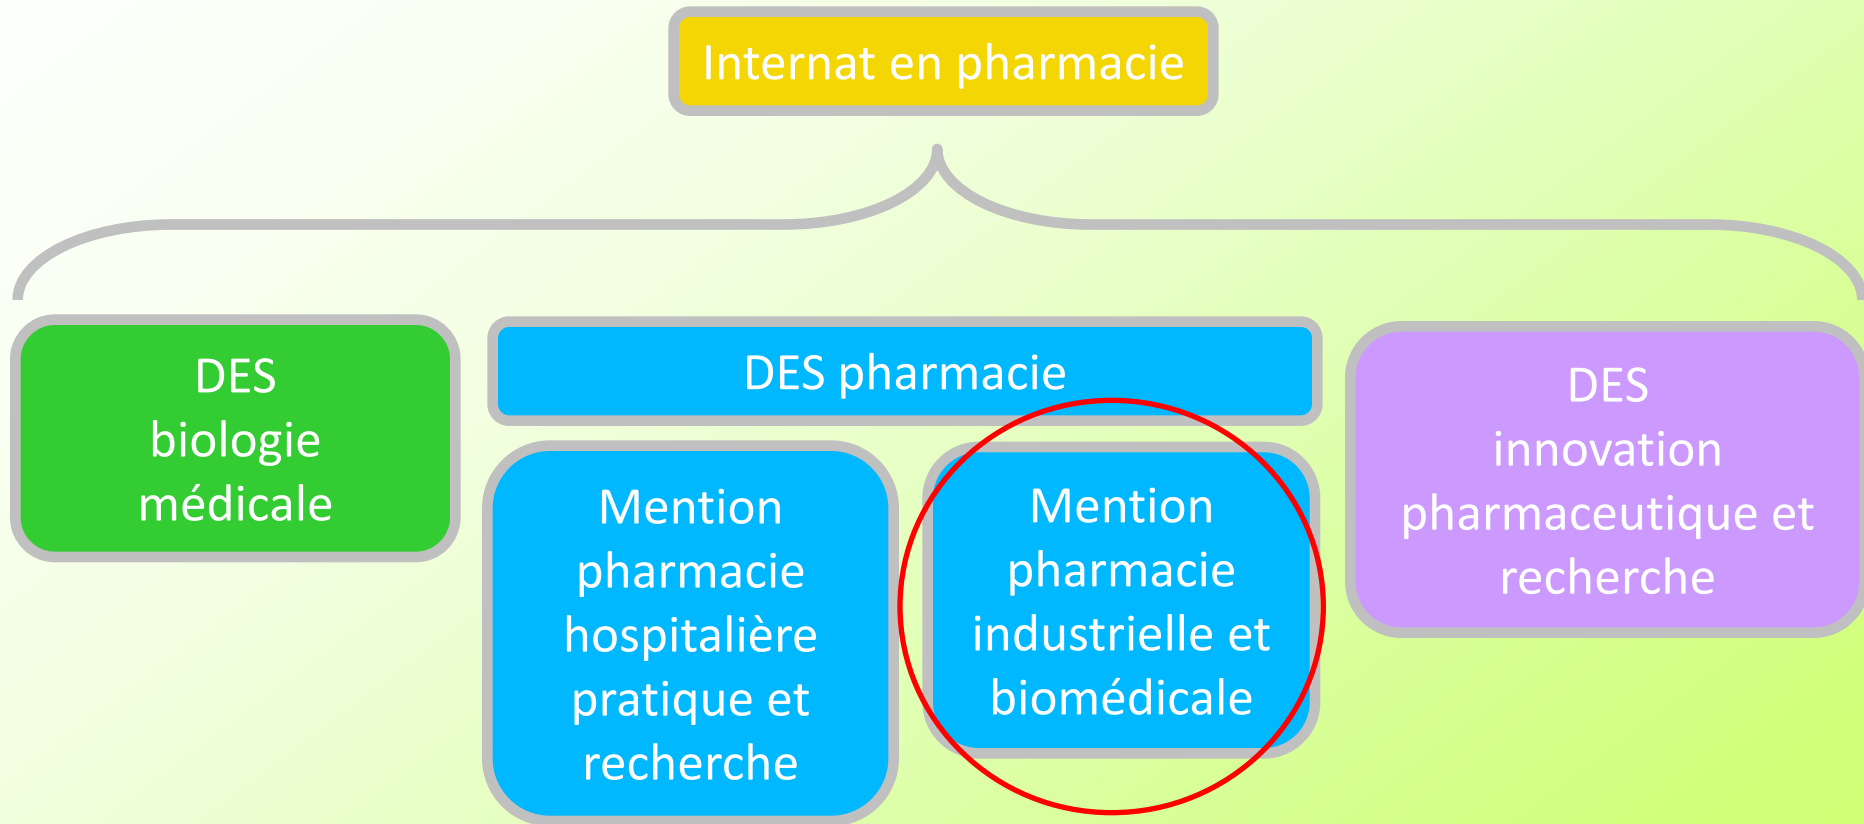 Internat en pharmacie
DES
biologie
médicale
DES pharmacie
Mention
pharmacie
hospitalière
pratique et
recherche
Mention
pharmacie
industrielle et
biomédicale
DES
innovation
pharmaceutique et
recherche